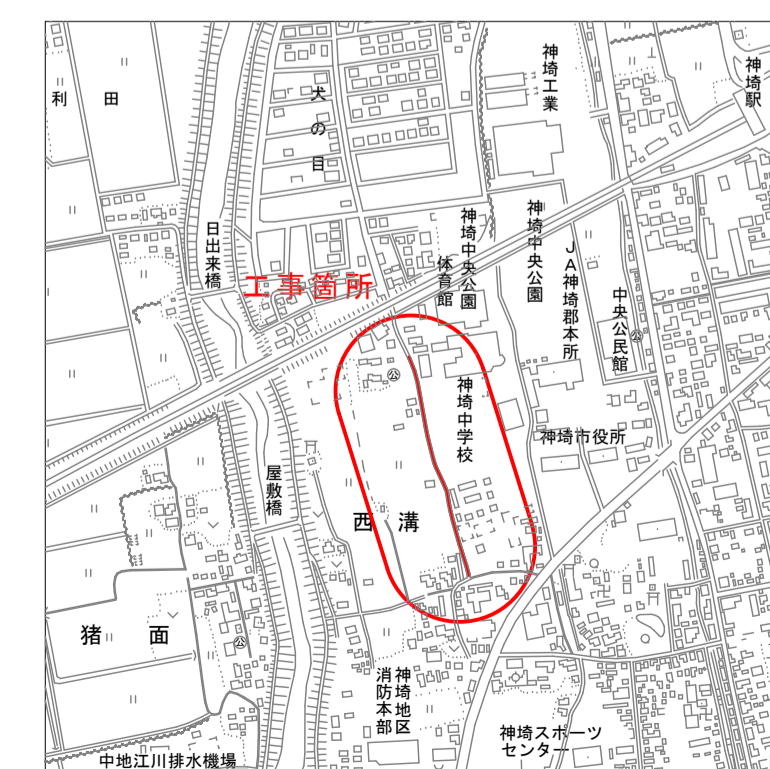 利田
犬の目
神埼工業
神埼駅
日出来橋
工事箇所
体育館
神埼中央公園
神埼中央公園
JA神埼郡本所
中央公民館
公
公
神埼中学校
神埼市役所
屋敷橋
西溝
猪面
公
神埼地区
消防本部
神埼スポーツ
センター
中地江川排水機場